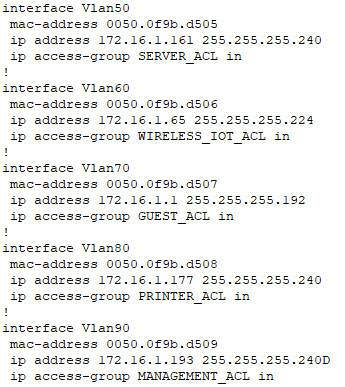 interface Vlan50
mac-address 0050.0f9b.d505
ip address 172.16.1.161 255.255.255.240
ip access-group SERVER_ACL in
!
interface Vlan60
mac-address 0050.0f9b.d506
ip address 172.16.1.65 255.255.255.224
ip access-group WIRELESS_IOT_ACL in
!
interface Vlan70
mac-address 0050.0f9b.d507
ip address 172.16.1.1 255.255.255.192
ip access-group GUEST_ACL in
!
interface Vlan80
mac-address 0050.0f9b.d508
ip address 172.16.1.177 255.255.255.240
ip access-group PRINTER_ACL in
!
interface Vlan90
mac-address 0050.0f9b.d509
ip address 172.16.1.193 255.255.255.240D
ip access-group MANAGEMENT_ACL in